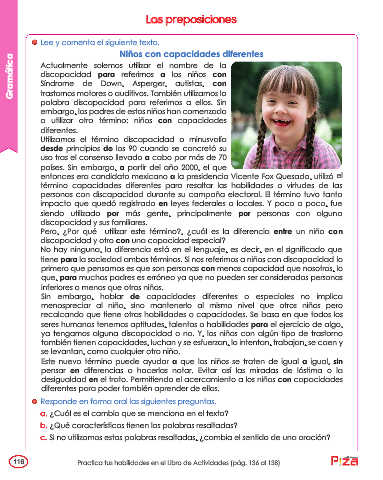 Las preposiciones
Lee y comenta el siguiente texto.
Niños con capacidades diferentes
Actualmente solemos utilizar el nombre de la
discapacidad para referirnos a los niños con
Síndrome de Down, Asperger, autistas, con
trastornos motores o auditivos. También utilizamos la
palabra discapacidad para referirnos a ellos. Sin
embargo, los padres de estos niños han comenzado
a utilizar otro término: niños con capacidades
diferentes.
Utilizamos el término discapacidad o minusvalía
desde principios de los 90 cuando se concretó su
uso tras el consenso llevado a cabo por más de 70
países. Sin embargo, a partir del año 2000, el que
entonces era candidato mexicano a la presidencia Vicente Fox Quesada, utilizó el
término capacidades diferentes para resaltar las habilidades o virtudes de las
personas con discapacidad durante su campaña electoral. El término tuvo tanto
impacto que quedó registrado en leyes federales o locales. Y poco a poco, fue
siendo utilizado por más gente, principalmente por personas con alguna
discapacidad y sus familiares.
Pero, ¿Por qué utilizar este término?, ¿cuál es la diferencia entre un niño con
discapacidad y otro con una capacidad especial?
No hay ninguna, la diferencia está en el lenguaje, es decir, en el significado que
tiene para la sociedad ambos términos. Si nos referimos a niños con discapacidad lo
primero que pensamos es que son personas con menos capacidad que nosotros, lo
que, para muchos padres es erróneo ya que no pueden ser considerados personas
inferiores o menos que otros niños.
Sin embargo, hablar de capacidades diferentes o especiales no implica
menospreciar al niño, sino mantenerlo al mismo nivel que otros niños pero
recalcando que tiene otras habilidades o capacidades. Se basa en que todos los
seres humanos tenemos aptitudes, talentos o habilidades para el ejercicio de algo,
ya tengamos alguna discapacidad o no. Y, los niños con algún tipo de trastorno
también tienen capacidades, luchan y se esfuerzan, lo intentan, trabajan, se caen y
se levantan, como cualquier otro niño.
Este nuevo término puede ayudar a que los niños se traten de igual a igual, sin
pensar en diferencias o hacerlas notar. Evitar así las miradas de lástima o la
desigualdad en el trato. Permitiendo el acercamiento a los niños con capacidades
diferentes para poder también aprender de ellos.
Responde en forma oral las siguientes preguntas.
a. ¿Cuál es el cambio que se menciona en el texto?
b. ¿Qué características tienen las palabras resaltadas?
c. Si no utilizamos estas palabras resaltadas, ¿cambia el sentido de una oración?
Gramática
116
Practica tus habilidades en el Libro de Actividades (pág. 136 al 138)